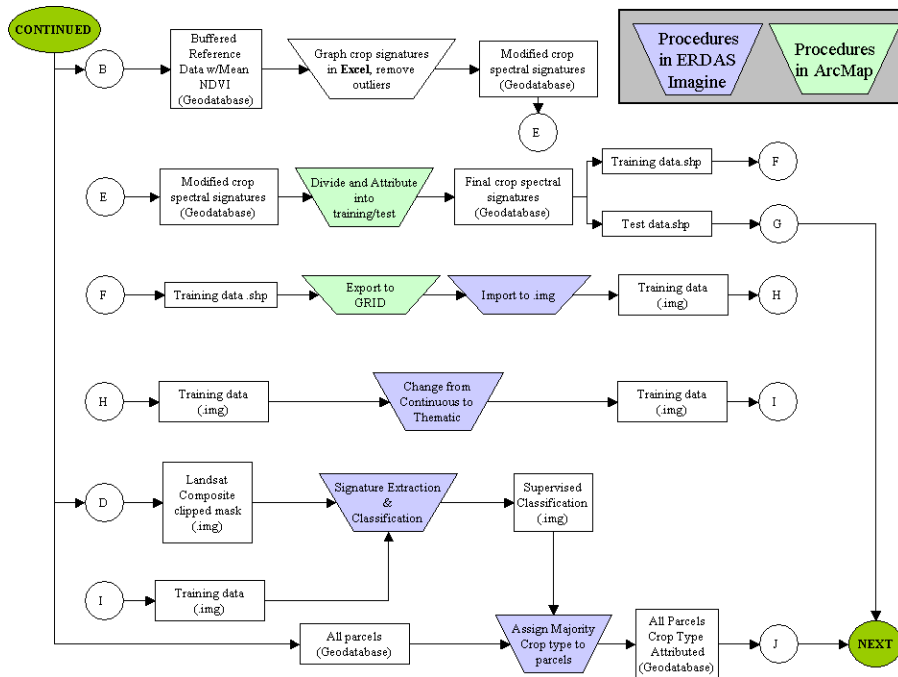 CONTINUED
B
Buffered
Reference
Data w/Mean
NDVI
(Geodatabase)
Graph crop signatures
in Excel, remove
outliers
Modified crop
spectral signatures
(Geodatabase)
E
Procedures
in ERDAS
Imagine
Procedures
in ArcMap
E
Modified crop
spectral signatures
(Geodatabase)
Divide and Attribute
into
training/test
Final crop spectral
signatures
(Geodatabase)
Training data.shp
F
Test data.shp
G
F
Training data .shp
Export to
GRID
Import to .img
Training data
(.img)
H
H
Training data
(.img)
Change from
Continuous to
Thematic
Training data
(.img)
I
D
Landsat
Composite
clipped mask
(.img)
Signature Extraction
&
Classification
Supervised
Classification
(.img)
I
Training data
(.img)
All parcels
(Geodatabase)
Assign Majority
Crop type to
parcels
All Parcels
Crop Type
Attributed
(Geodatabase)
J
NEXT